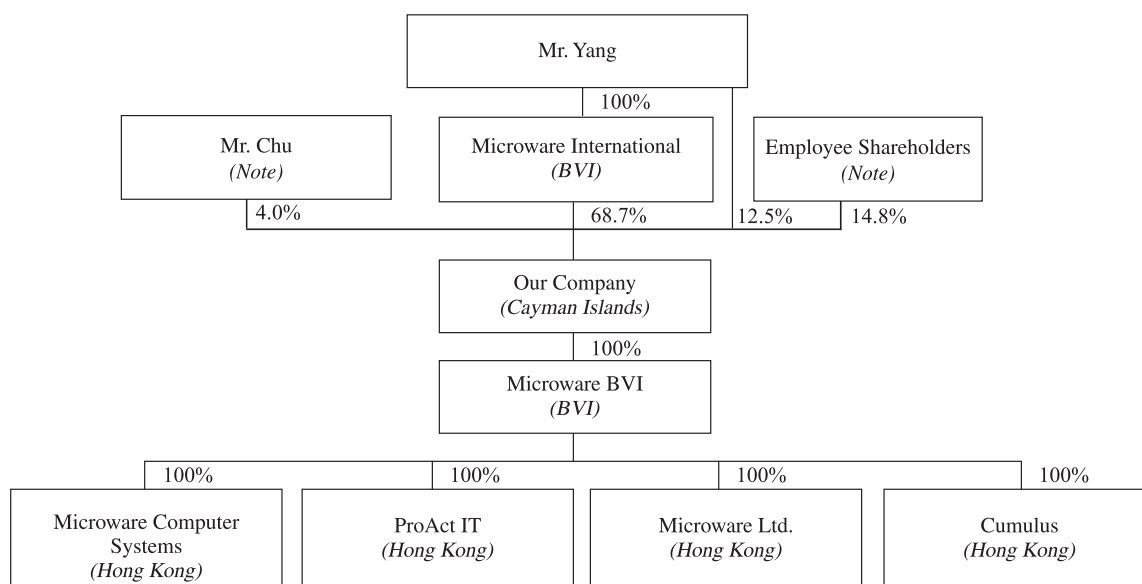 Mr. Yang
100%
Mr. Chu
(Note)
Microware International
(BVI)
Employee Shareholders
(Note)
4.0%
68.7%
12.5%
14.8%
Our Company
(Cayman Islands)
100%
Microware BVI
(BVI)
100%
100%
100%
100%
Microware Computer
Systems
(Hong Kong)
ProAct IT
(Hong Kong)
Microware Ltd.
(Hong Kong)
Cumulus
(Hong Kong)